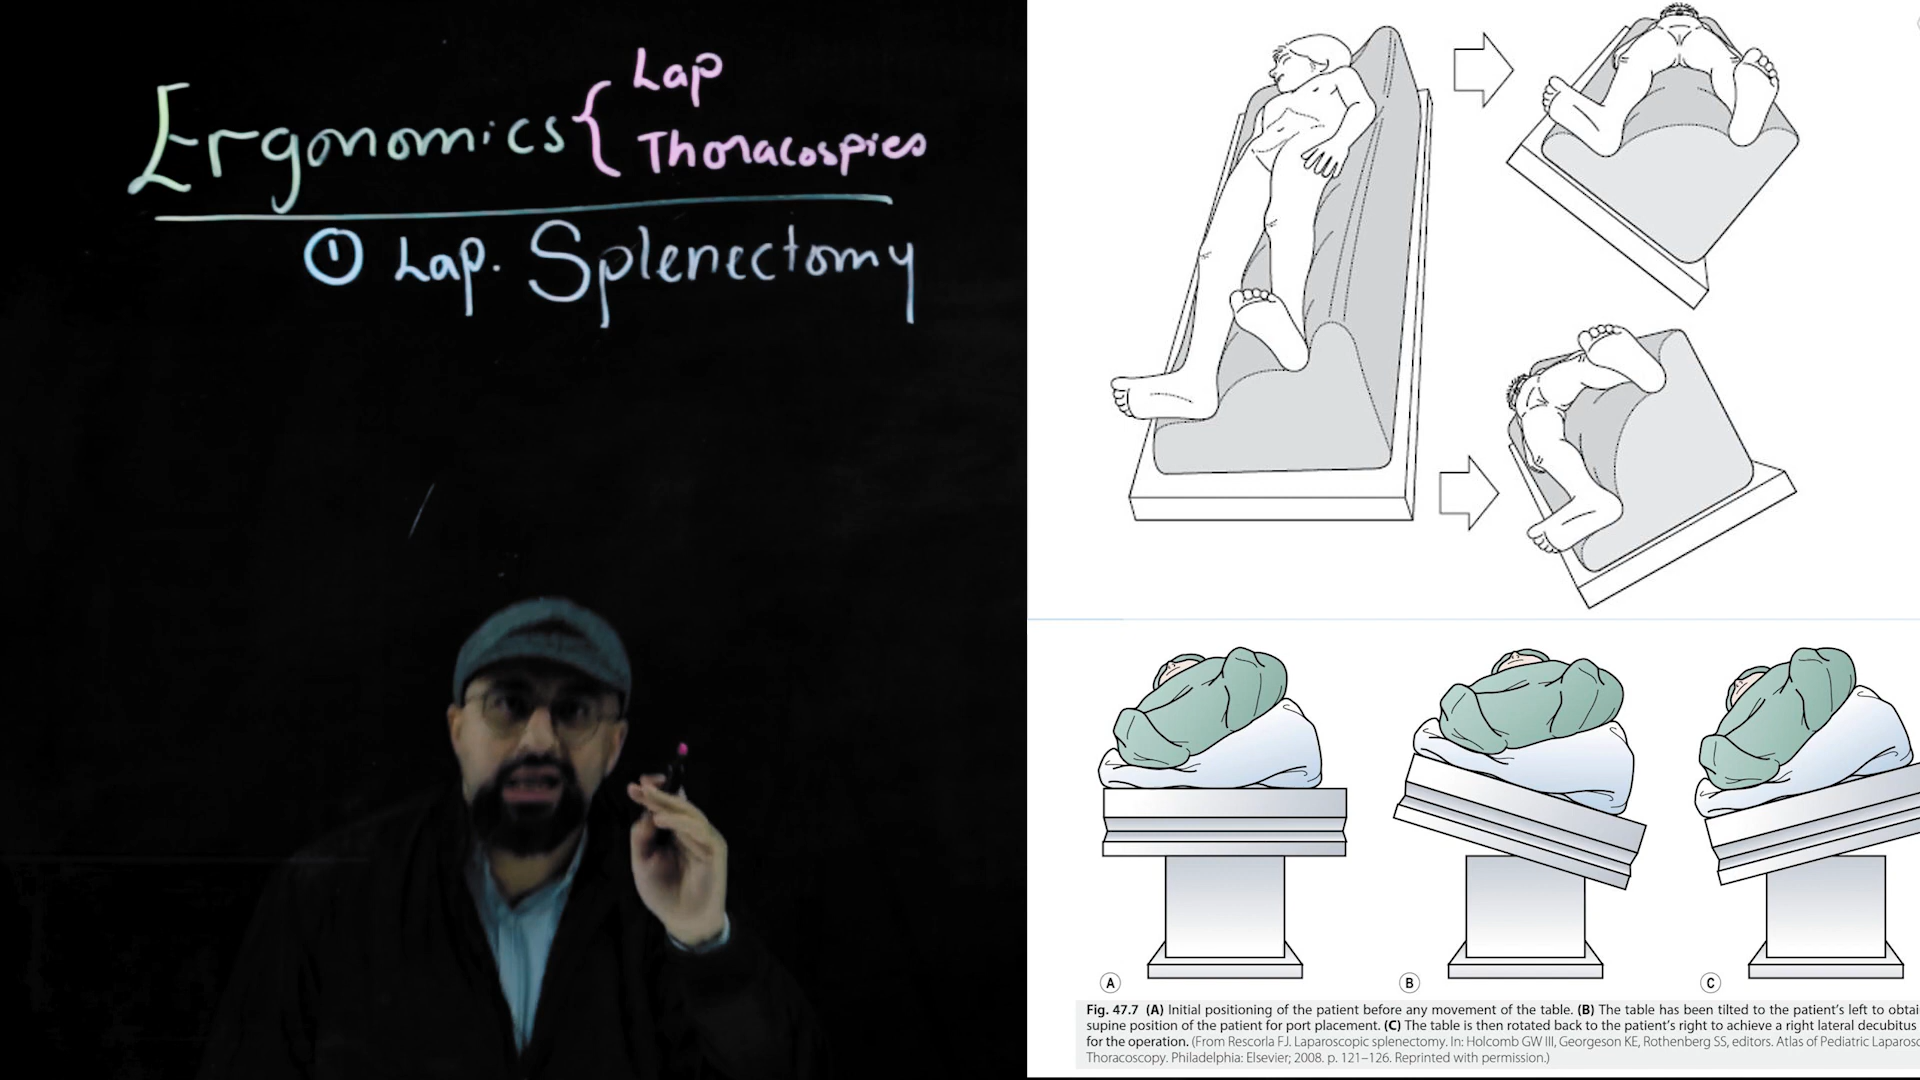 Ergonomics { Lap
Thoracospies
① Lap. Splenectomy
A
B
C
Fig. 47.7 (A) Initial positioning of the patient before any movement of the table. (B) The table has been tilted to the patient's left to obtai
supine position of the patient for port placement. (C) The table is then rotated back to the patient's right to achieve a right lateral decubitus
for the operation. (From Rescorla FJ. Laparoscopic splenectomy. In: Holcomb GW III, Georgeson KE, Rothenberg SS, editors. Atlas of Pediatric Laparosc
Thoracoscopy. Philadelphia: Elsevier; 2008. p. 121–126. Reprinted with permission.)